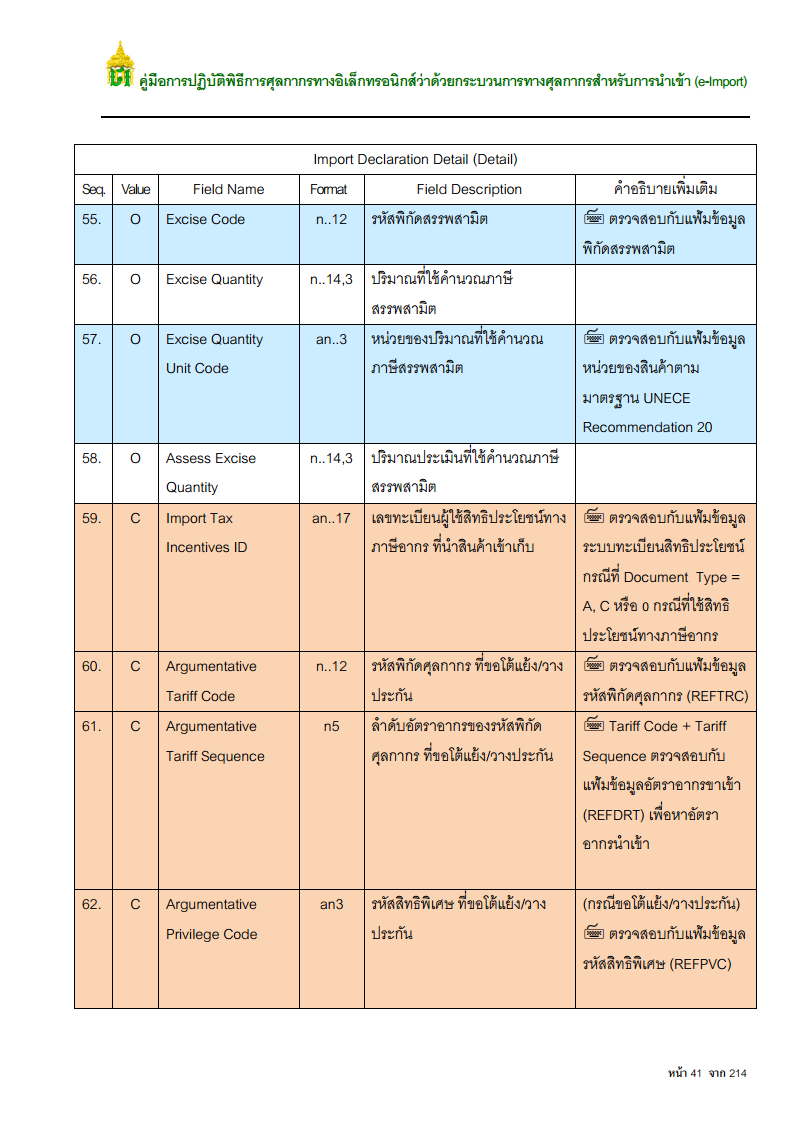 คู่มือการปฏิบัติพิธีการศุลกากรทางอิเล็กทรอนิกส์ว่าด้วยกระบวนการทางศุลกากรสำหรับการนำเข้า (e-Import)
Import Declaration Detail (Detail)
Seq. Value Field Name Format Field Description คำอธิบายเพิ่มเติม
55. O Excise Code n..12 รหัสพิกัดสรรพสามิต ตรวจสอบกับแฟ้มข้อมูล
พิกัดสรรพสามิต
56. O Excise Quantity n..14,3 ปริมาณที่ใช้คำนวณภาษี
สรรพสามิต
57. O Excise Quantity an..3 หน่วยของปริมาณที่ใช้คำนวณ ตรวจสอบกับแฟ้มข้อมูล
Unit Code ภาษีสรรพสามิต หน่วยของสินค้าตาม
มาตรฐาน UNECE
Recommendation 20
58. O Assess Excise n..14,3 ปริมาณประเมินที่ใช้คำนวณภาษี
Quantity สรรพสามิต
59. C Import Tax an..17 เลขทะเบียนผู้ใช้สิทธิประโยชน์ทาง ตรวจสอบกับแฟ้มข้อมูล
Incentives ID ภาษีอากร ที่นำสินค้าเข้าเก็บ ระบบทะเบียนสิทธิประโยชน์
กรณีที่ Document Type =
A, C หรือ 0 กรณีที่ใช้สิทธิ
ประโยชน์ทางภาษีอากร
60. C Argumentative n..12 รหัสพิกัดศุลกากร ที่ขอโต้แย้ง/วาง ตรวจสอบกับแฟ้มข้อมูล
Tariff Code ประกัน รหัสพิกัดศุลกากร (REFTRC)
61. C Argumentative n5 ลำดับอัตราอากรของรหัสพิกัด Tariff Code + Tariff
Tariff Sequence ศุลกากร ที่ขอโต้แย้ง/วางประกัน Sequence ตรวจสอบกับ
แฟ้มข้อมูลอัตราอากรขาเข้า
(REFDRT) เพื่อหาอัตรา
อากรนำเข้า
62. C Argumentative an3 รหัสสิทธิพิเศษ ที่ขอโต้แย้ง/วาง (กรณีขอโต้แย้ง/วางประกัน)
Privilege Code ประกัน ตรวจสอบกับแฟ้มข้อมูล
รหัสสิทธิพิเศษ (REFPVC)
หน้า 41 จาก 214